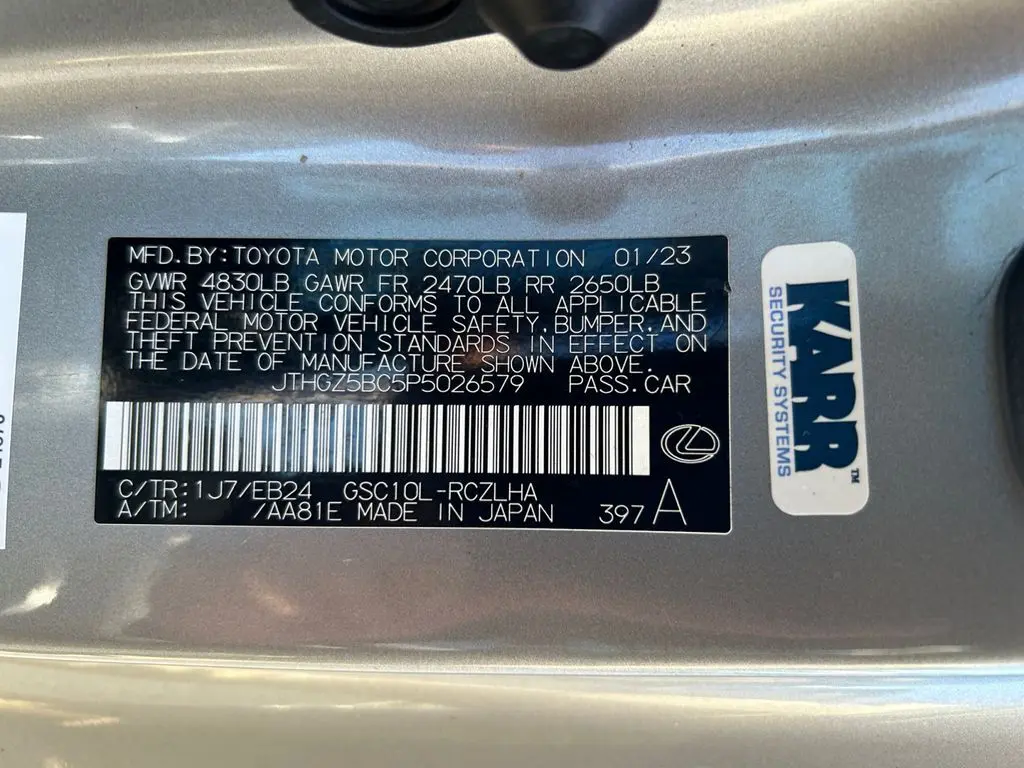 MFD.BY:TOYOTA MOTOR CORPORATION 01/23
GVWR 4830LB GAWR FR 2470LB RR 2650LB
THIS VEHICLE CONFORMS TO ALL APPLICABLE
FEDERAL MOTOR VEHICLE SAFETY,BUMPER,AND
THEFT PREVENTION STANDARDS IN EFFECT ON
THE DATE OF MANUFACTURE SHOWN ABOVE.
JTHGZ5BC5P5026579 PASS.CAR
C/TR:1J7/EB24 GSC10L-RCZLHA
A/TM: /AA81E MADE IN JAPAN 397 A
KARR™
SECURITY SYSTEMS